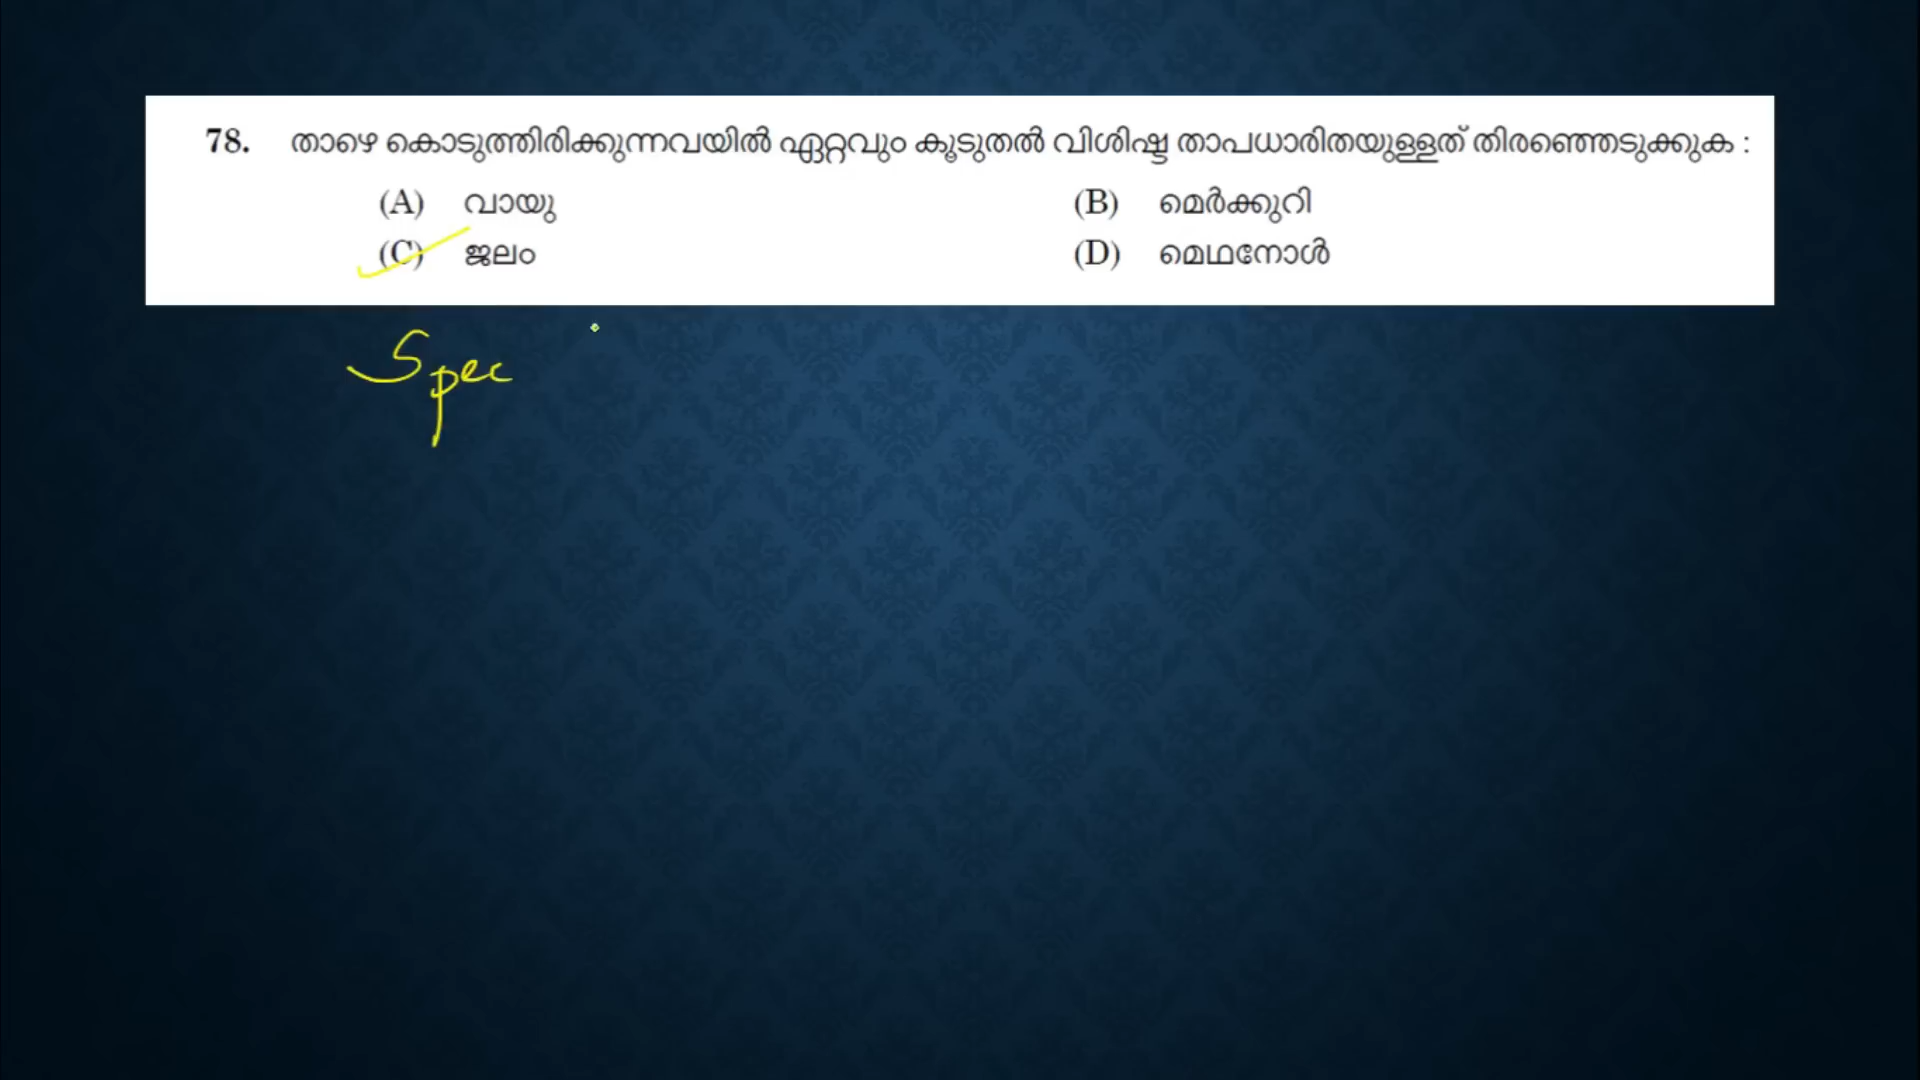 78. താഴെ കൊടുത്തിരിക്കുന്നവയിൽ ഏറ്റവും കൂടുതൽ വിശിഷ്ട താപധാരിതയുള്ളത് തിരഞ്ഞെടുക്കുക :
(A) വായു (B) മെർക്കുറി
(C) ജലം (D) മെഥനോൾ
Spec